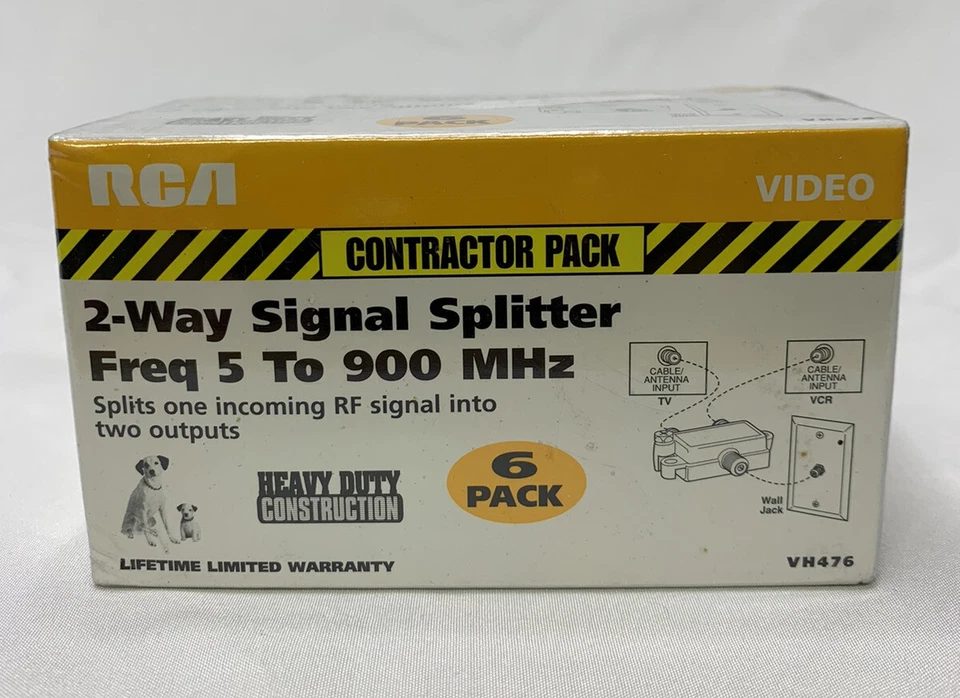 6
PACK
RCA
VIDEO
CONTRACTOR PACK
2-Way Signal Splitter
Freq 5 To 900 MHz
Splits one incoming RF signal into
two outputs
CABLE/
ANTENNA
INPUT
TV
CABLE/
ANTENNA
INPUT
VCR
HEAVY DUTY
CONSTRUCTION
6
PACK
Wall
Jack
LIFETIME LIMITED WARRANTY
VH476